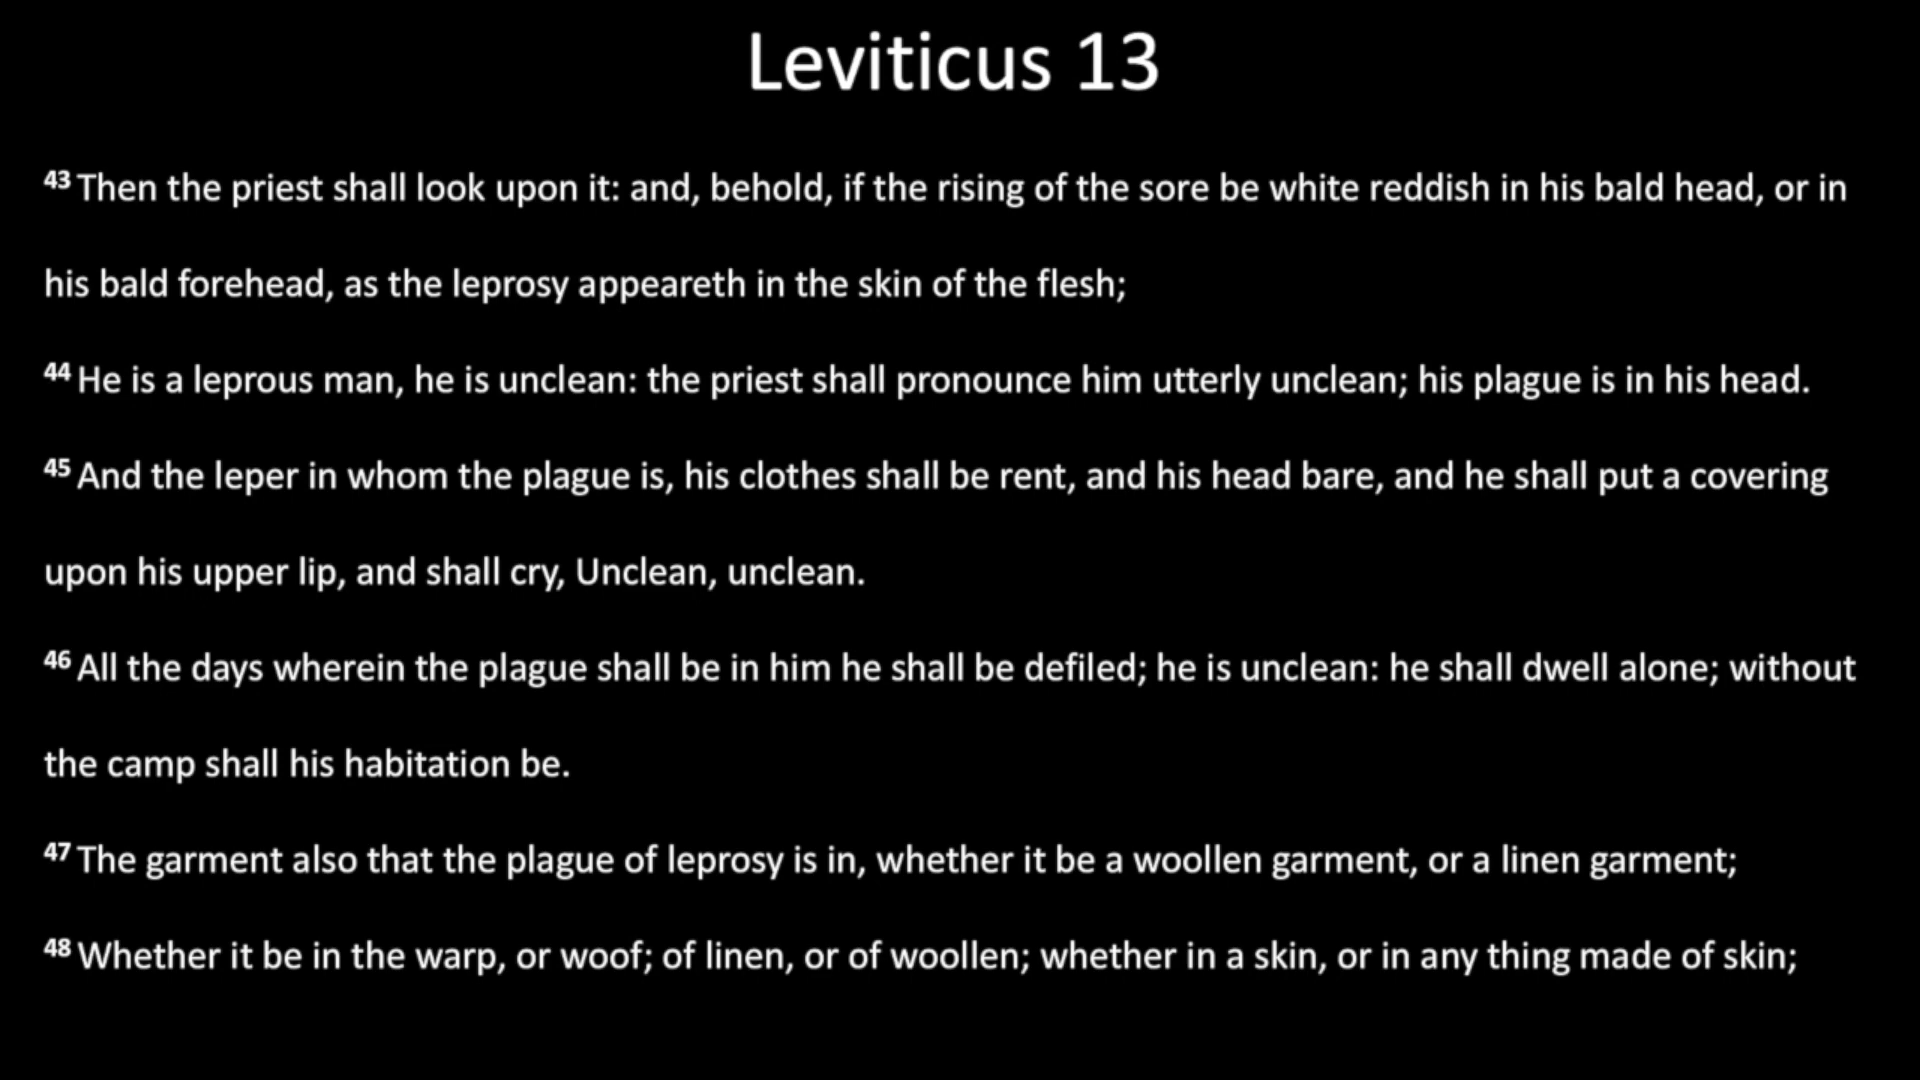 Leviticus 13
43 Then the priest shall look upon it: and, behold, if the rising of the sore be white reddish in his bald head, or in
his bald forehead, as the leprosy appeareth in the skin of the flesh;
44 He is a leprous man, he is unclean: the priest shall pronounce him utterly unclean; his plague is in his head.
45 And the leper in whom the plague is, his clothes shall be rent, and his head bare, and he shall put a covering
upon his upper lip, and shall cry, Unclean, unclean.
46 All the days wherein the plague shall be in him he shall be defiled; he is unclean: he shall dwell alone; without
the camp shall his habitation be.
47 The garment also that the plague of leprosy is in, whether it be a woollen garment, or a linen garment;
48 Whether it be in the warp, or woof; of linen, or of woollen; whether in a skin, or in any thing made of skin;